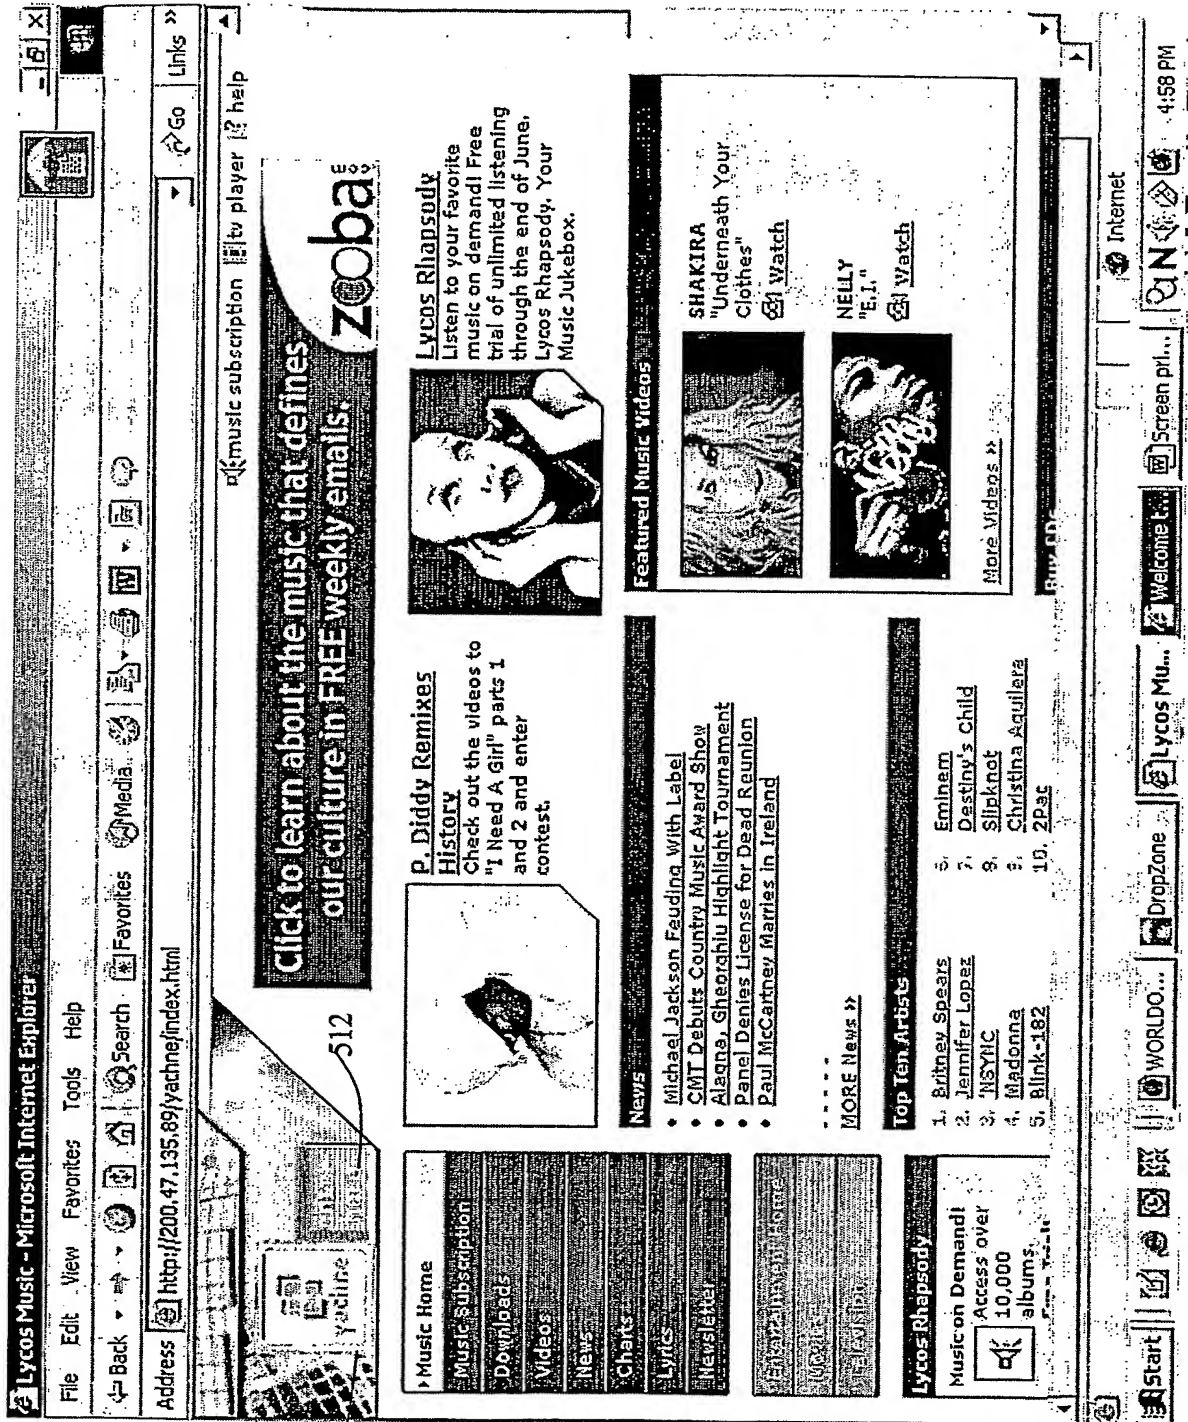 Lycos Music - Microsoft Internet Explorer
File Edit View Favorites Tools Help
Back Search Favorites Media
Address http://200.47.135.89/yachne/index.html Go Links »
music subscription tv player ? help
yachne
512
Click to learn about the music that defines
our culture in FREE weekly emails.
zooba
Music Home
Music subscription
Downloads
Videos
News
Charts
Lyrics
Newsletter
Entertainment Home
Movies
Television
Lycos Rhapsody
Music on Demand!
Access over
10,000
albums.
P. Diddy Remixes
History
Check out the videos to
"I Need A Girl" parts 1
and 2 and enter
contest.
Lycos Rhapsody
Listen to your favorite
music on demand! Free
trial of unlimited listening
through the end of June.
Lycos Rhapsody. Your
Music Jukebox.
News
• Michael Jackson Feuding With Label
• CMT Debuts Country Music Award Show
• Alagna, Gheorghiu Highlight Tournament
• Panel Denies License for Dead Reunion
• Paul McCartney Marries in Ireland
-----
MORE News »
Top Ten Artists
1. Britney Spears
2. Jennifer Lopez
3. 'NSYNC
4. Madonna
5. Blink-182
6. Eminem
7. Destiny's Child
8. Slipknot
9. Christina Aguilera
10. 2Pac
Featured Music Videos
SHAKIRA
"Underneath Your
Clothes"
Watch
NELLY
"E.I."
Watch
More Videos »
Buy CDs
Internet
Start WORLDO... DropZone Lycos Mu... Welcome t... Screen pri... 4:58 PM